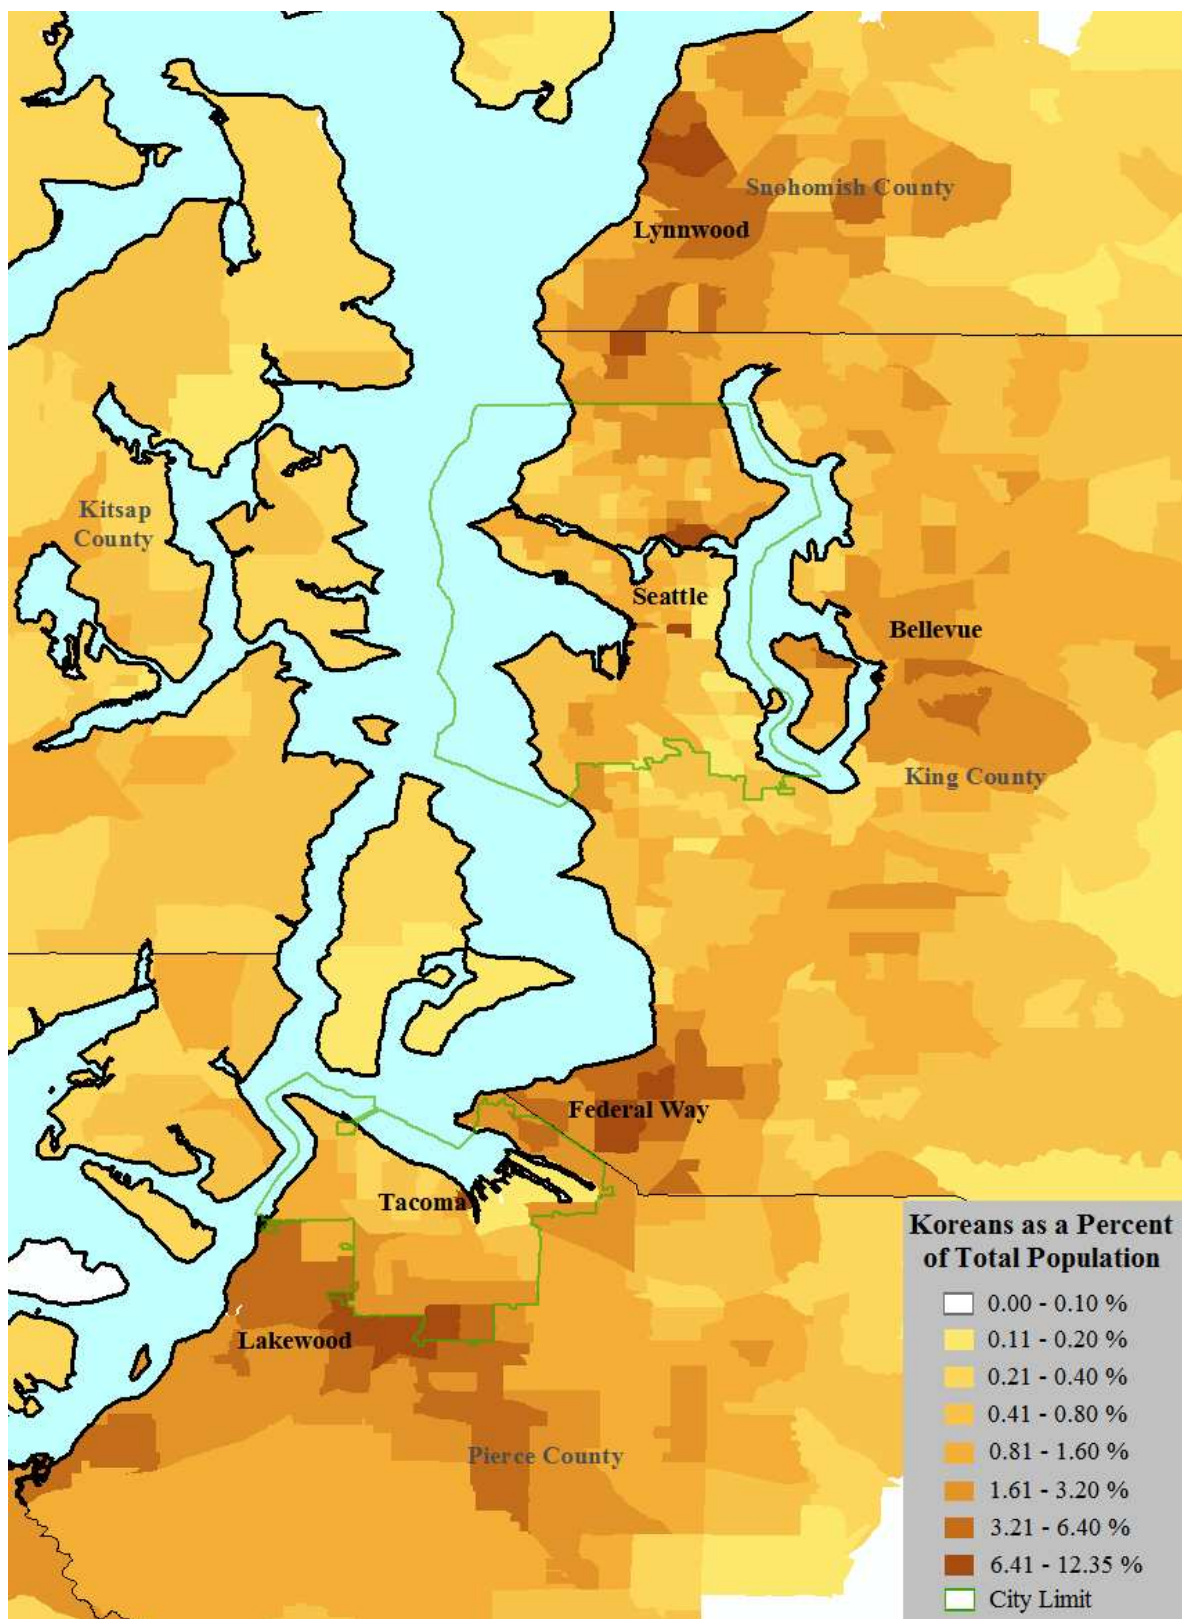 Snohomish County
Lynnwood
Kitsap
County
Seattle
Bellevue
King County
Federal Way
Tacoma
Lakewood
Pierce County
Koreans as a Percent
of Total Population
0.00 - 0.10 %
0.11 - 0.20 %
0.21 - 0.40 %
0.41 - 0.80 %
0.81 - 1.60 %
1.61 - 3.20 %
3.21 - 6.40 %
6.41 - 12.35 %
City Limit